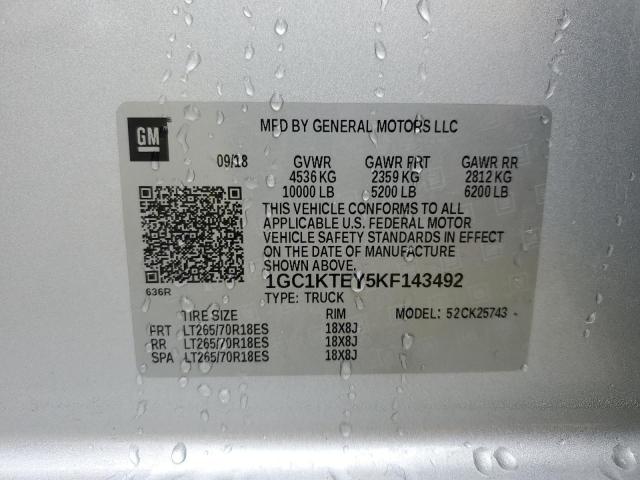 GM
MFD BY GENERAL MOTORS LLC
09/18 GVWR GAWR FRT GAWR RR
4536 KG 2359 KG 2812 KG
10000 LB 5200 LB 6200 LB
THIS VEHICLE CONFORMS TO ALL
APPLICABLE U.S. FEDERAL MOTOR
VEHICLE SAFETY STANDARDS IN EFFECT
ON THE DATE OF MANUFACTURE
SHOWN ABOVE.
636R
1GC1KTEY5KF143492
TYPE: TRUCK
TIRE SIZE RIM MODEL: 52CK25743
FRT LT265/70R18ES 18X8J
RR LT265/70R18ES 18X8J
SPA LT265/70R18ES 18X8J